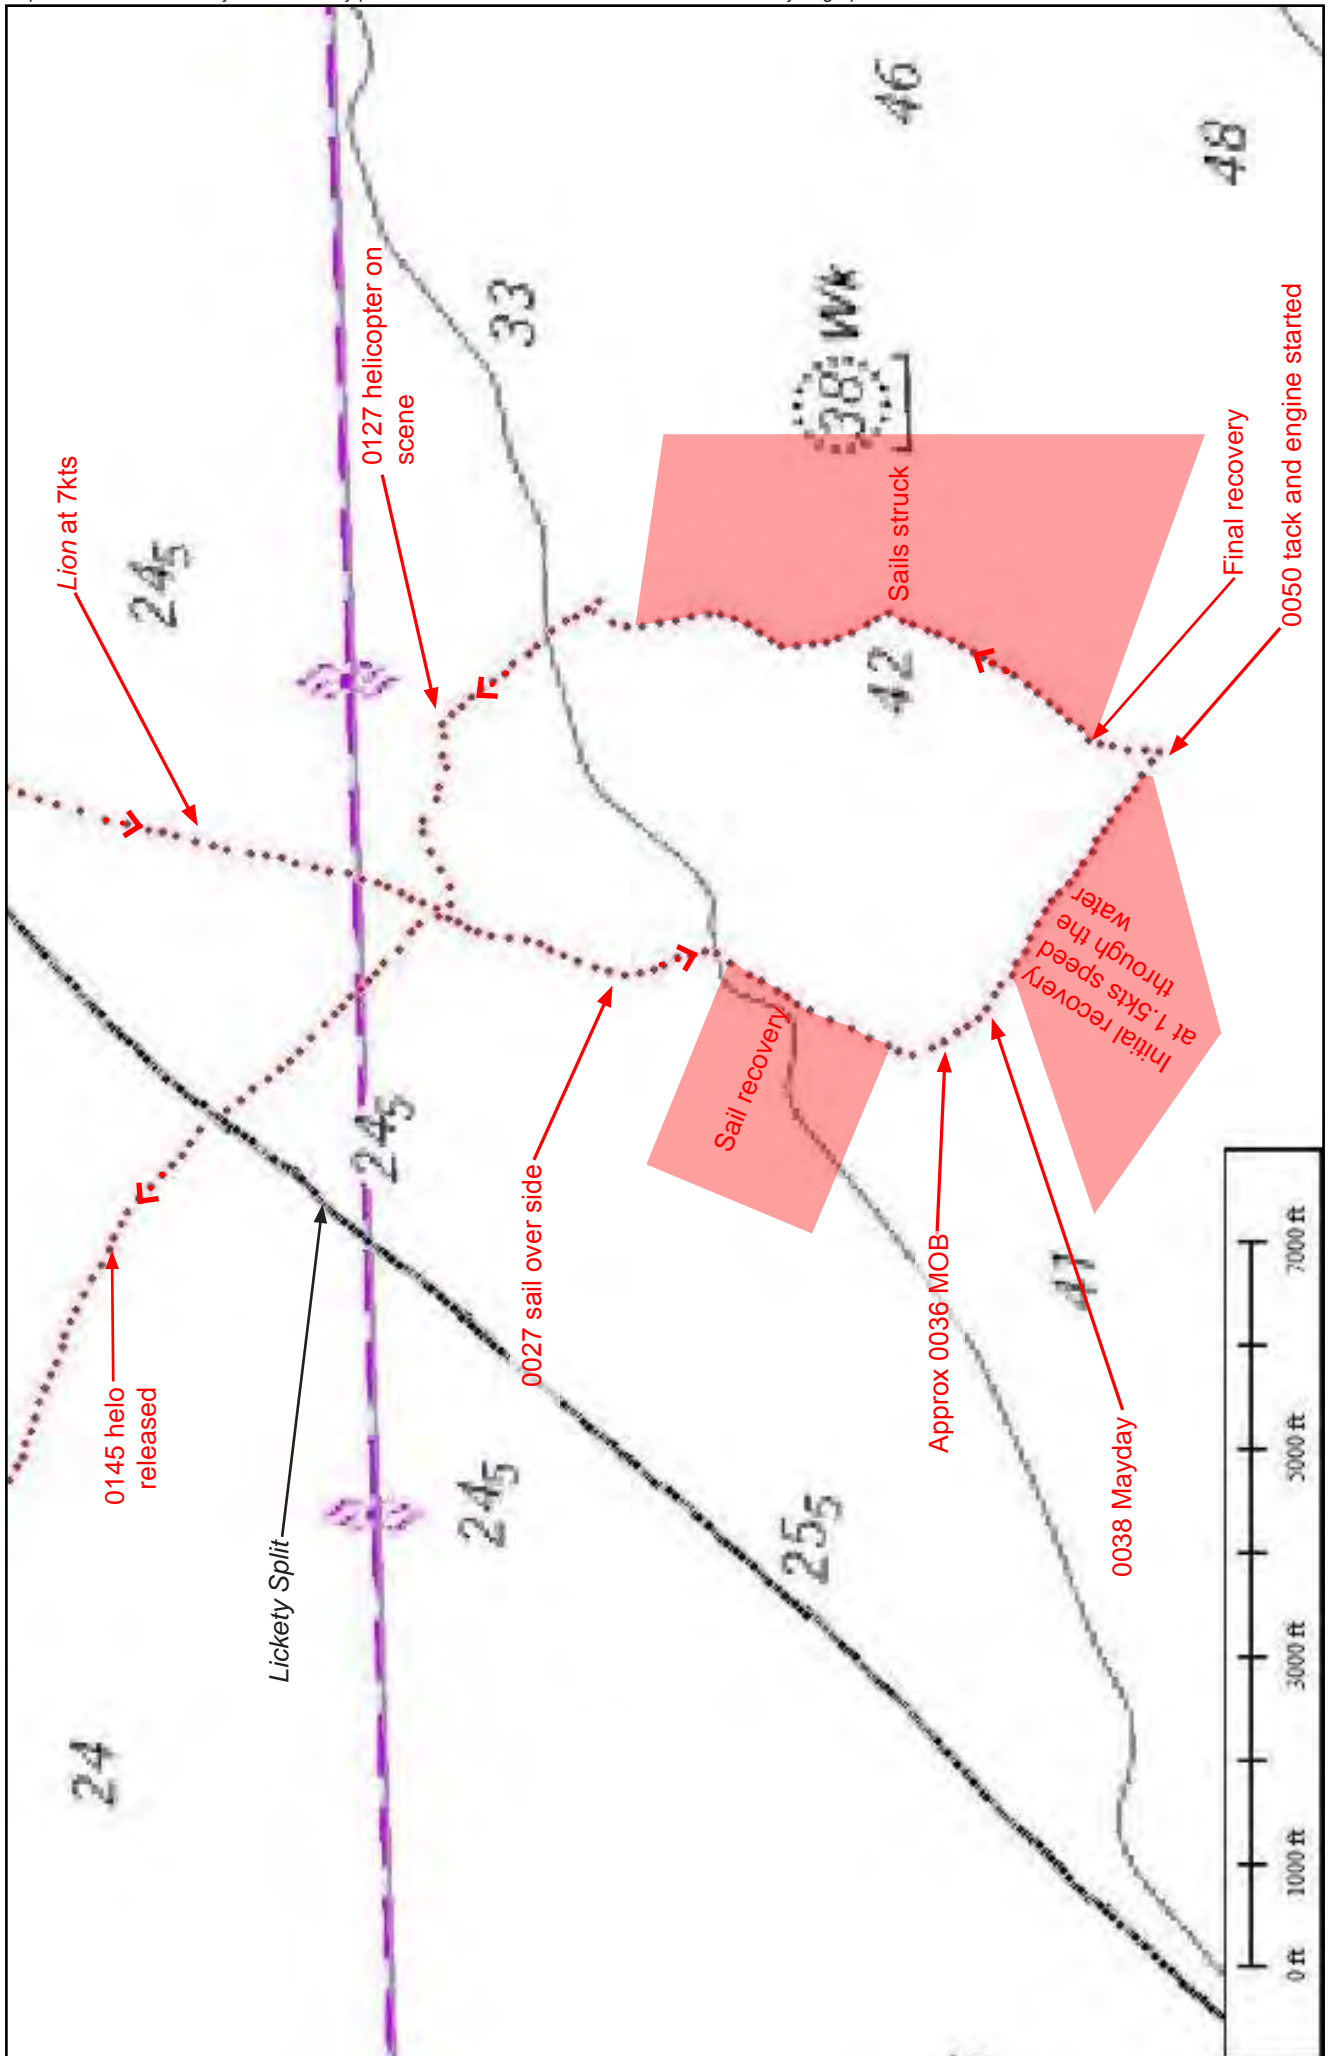 24
24₅
Lion at 7kts
0145 helo
released
Lickety Split
0127 helicopter on
scene
24₅
24₅
33
0027 sail over side
Sail recovery
25₅
38 Wk
46
42
Sails struck
Approx 0036 MOB
41
0038 Mayday
Initial recovery
at 1.5kts speed
through the
water
48
Final recovery
0050 tack and engine started
0 ft 1000 ft 3000 ft 5000 ft 7000 ft